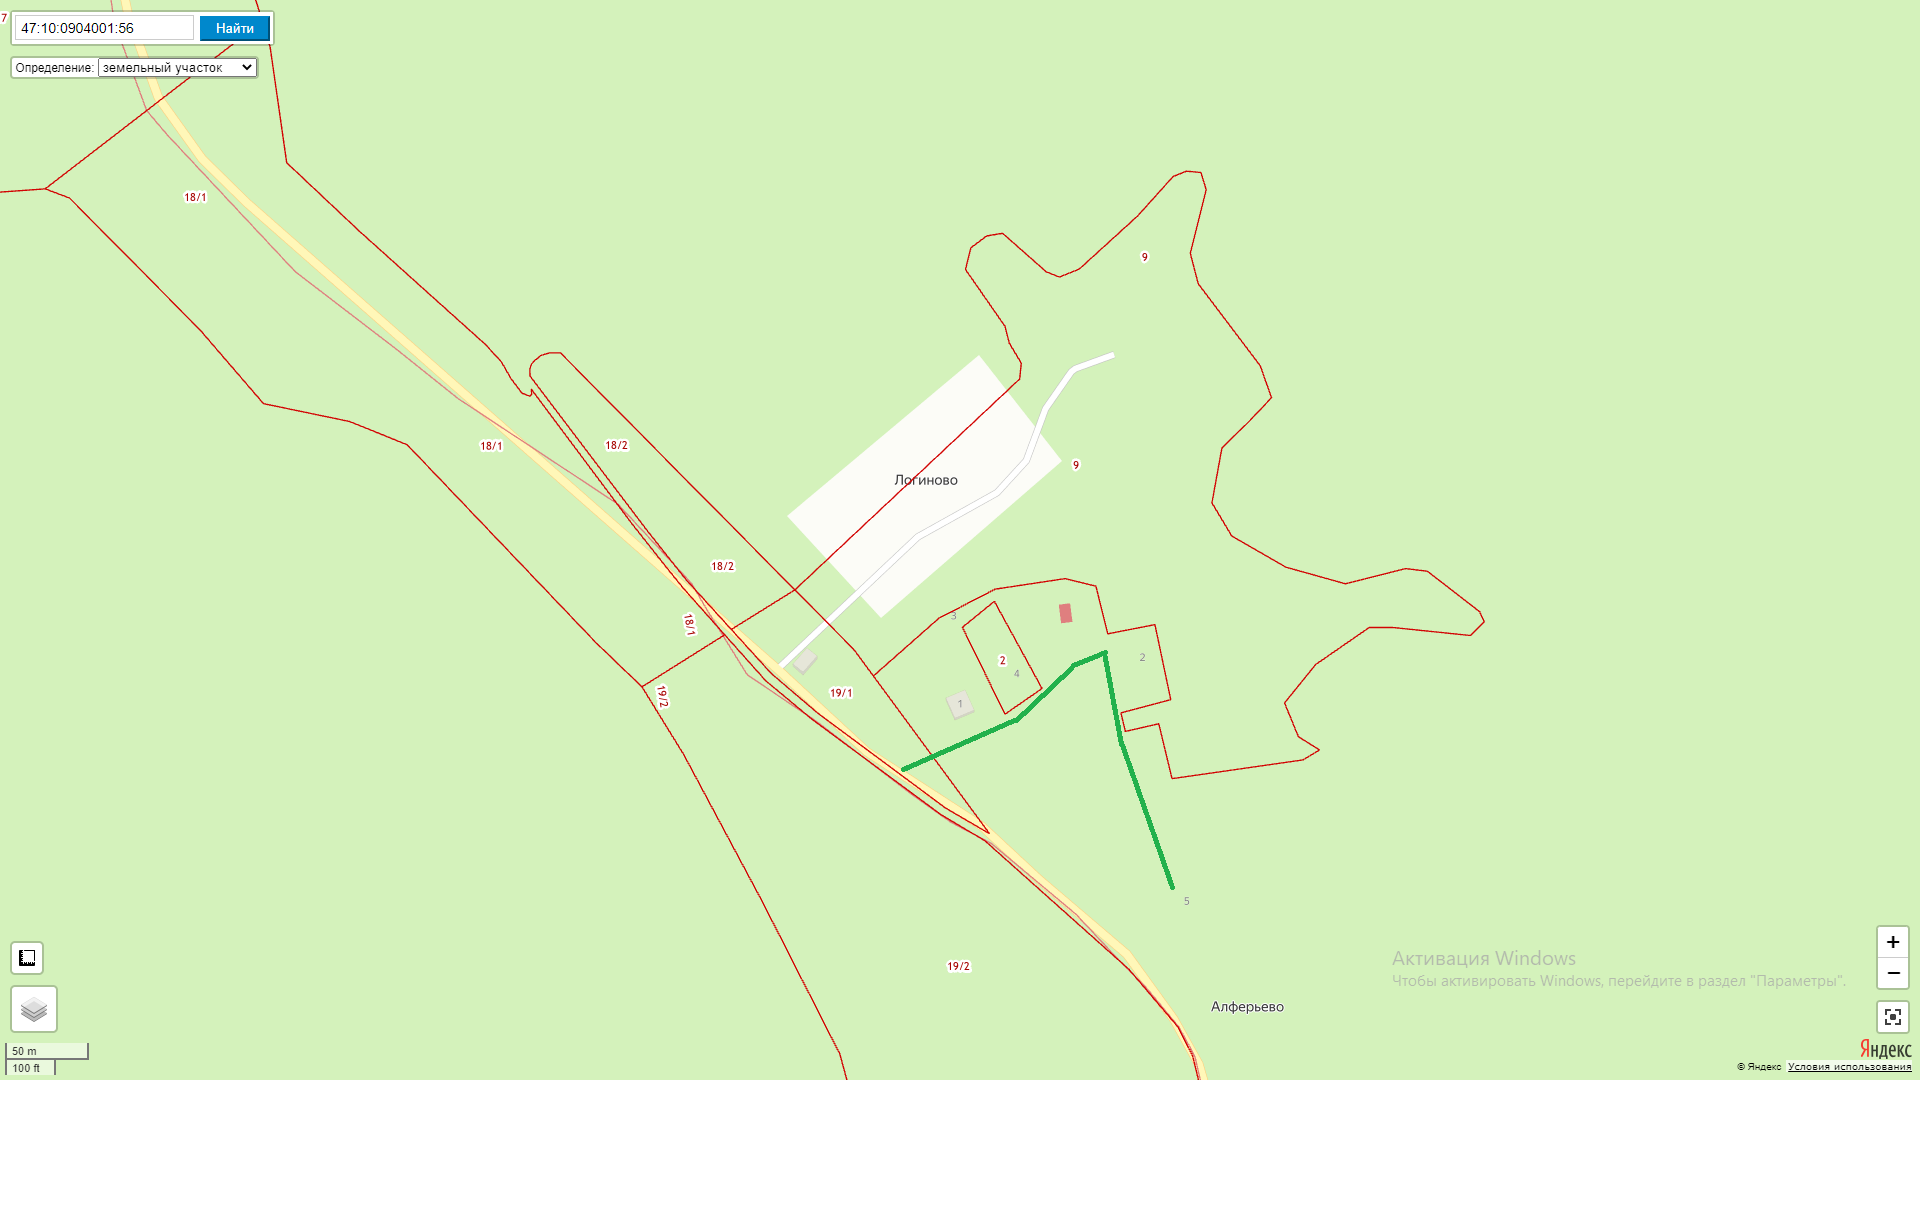 7
47:10:0904001:56
Найти
Определение: земельный участок
18/1
9
18/1
18/2
Логиново
9
18/2
18/1
3
2
4
2
19/2
19/1
1
5
19/2
Активация Windows
Чтобы активировать Windows, перейдите в раздел "Параметры".
Алферьево
+
−
50 m
100 ft
Яндекс
© Яндекс Условия использования